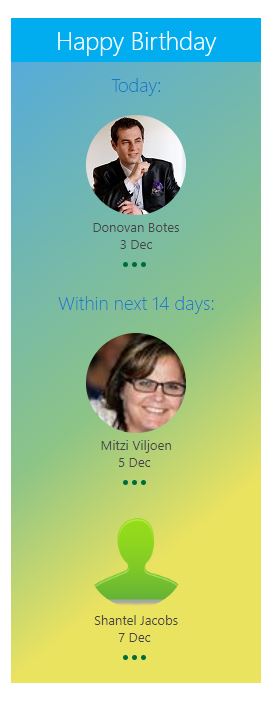 Happy Birthday
Today:
Donovan Botes
3 Dec
Within next 14 days:
Mitzi Viljoen
5 Dec
Shantel Jacobs
7 Dec